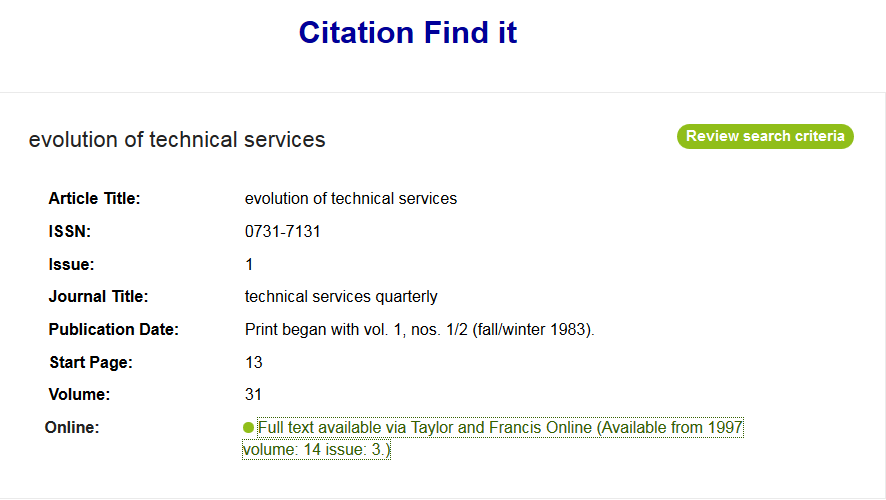 Citation Find it
evolution of technical services
Review search criteria
Article Title: evolution of technical services
ISSN: 0731-7131
Issue: 1
Journal Title: technical services quarterly
Publication Date: Print began with vol. 1, nos. 1/2 (fall/winter 1983).
Start Page: 13
Volume: 31
Online: Full text available via Taylor and Francis Online (Available from 1997
volume: 14 issue: 3.)